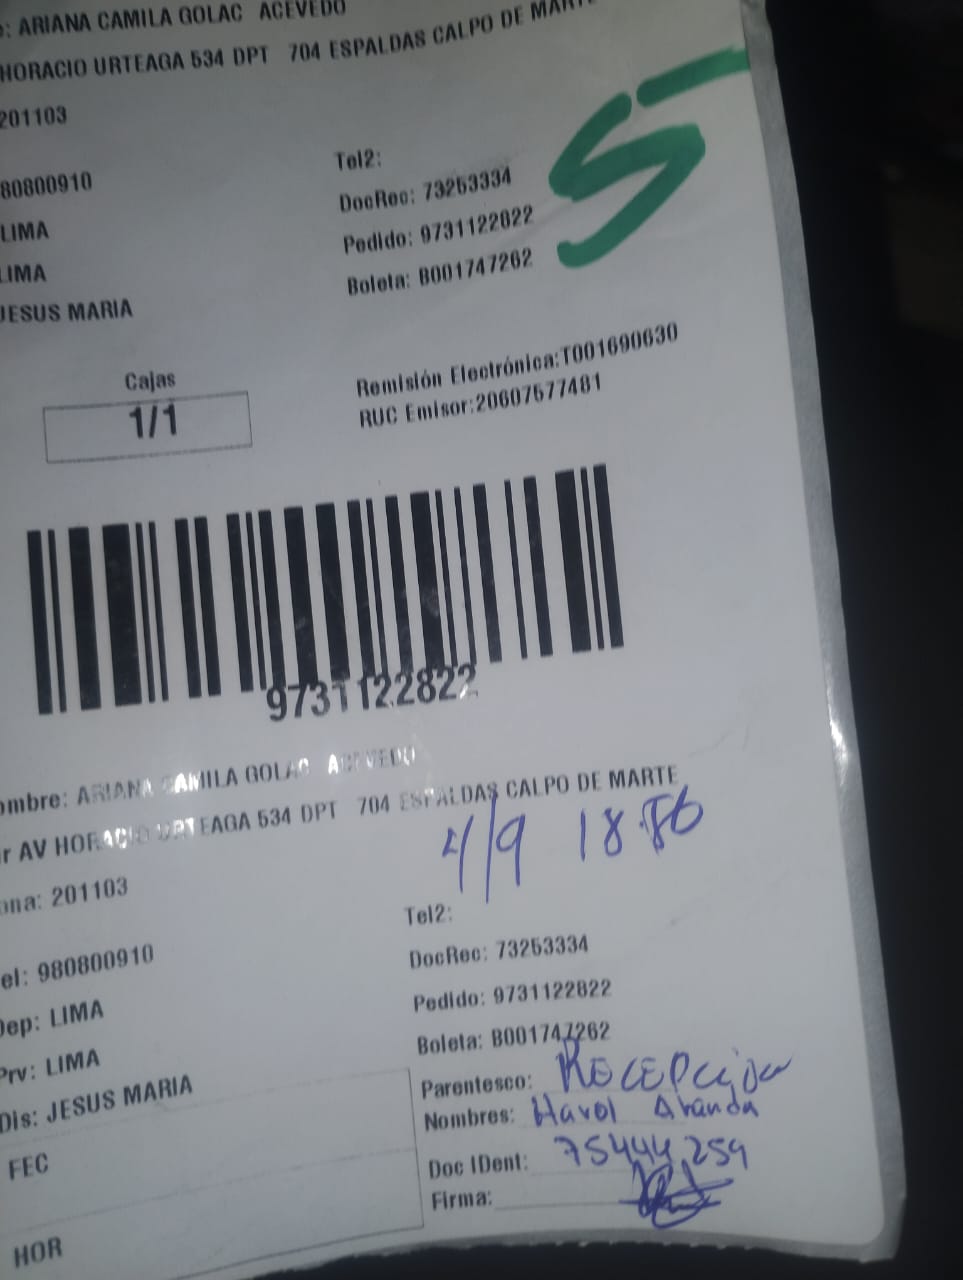 : ARIANA CAMILA GOLAC ACEVEDO
HORACIO URTEAGA 534 DPT 704 ESPALDAS CALPO DE MARTE
201103
80800910
Tel2:
LIMA
DocRec: 73253334
LIMA
Pedido: 9731122822
JESUS MARIA
Boleta: B001747262
5
Cajas
1/1
Remisión Electrónica:T001690630
RUC Emisor:20607577481
9731122822
ombre: ARIANA CAMILA GOLAC ACEVEDO
r AV HORACIO URTEAGA 534 DPT 704 ESPALDAS CALPO DE MARTE
4/9
ona: 201103
Tel2:
el: 980800910
DocRec: 73253334
Dep: LIMA
Pedido: 9731122822
Prv: LIMA
Boleta: B001747262
Dis: JESUS MARIA
Parentesco: RECEPCION
Nombres: Harol Aranda
FEC
Doc IDent: 75444259
Firma:
HOR